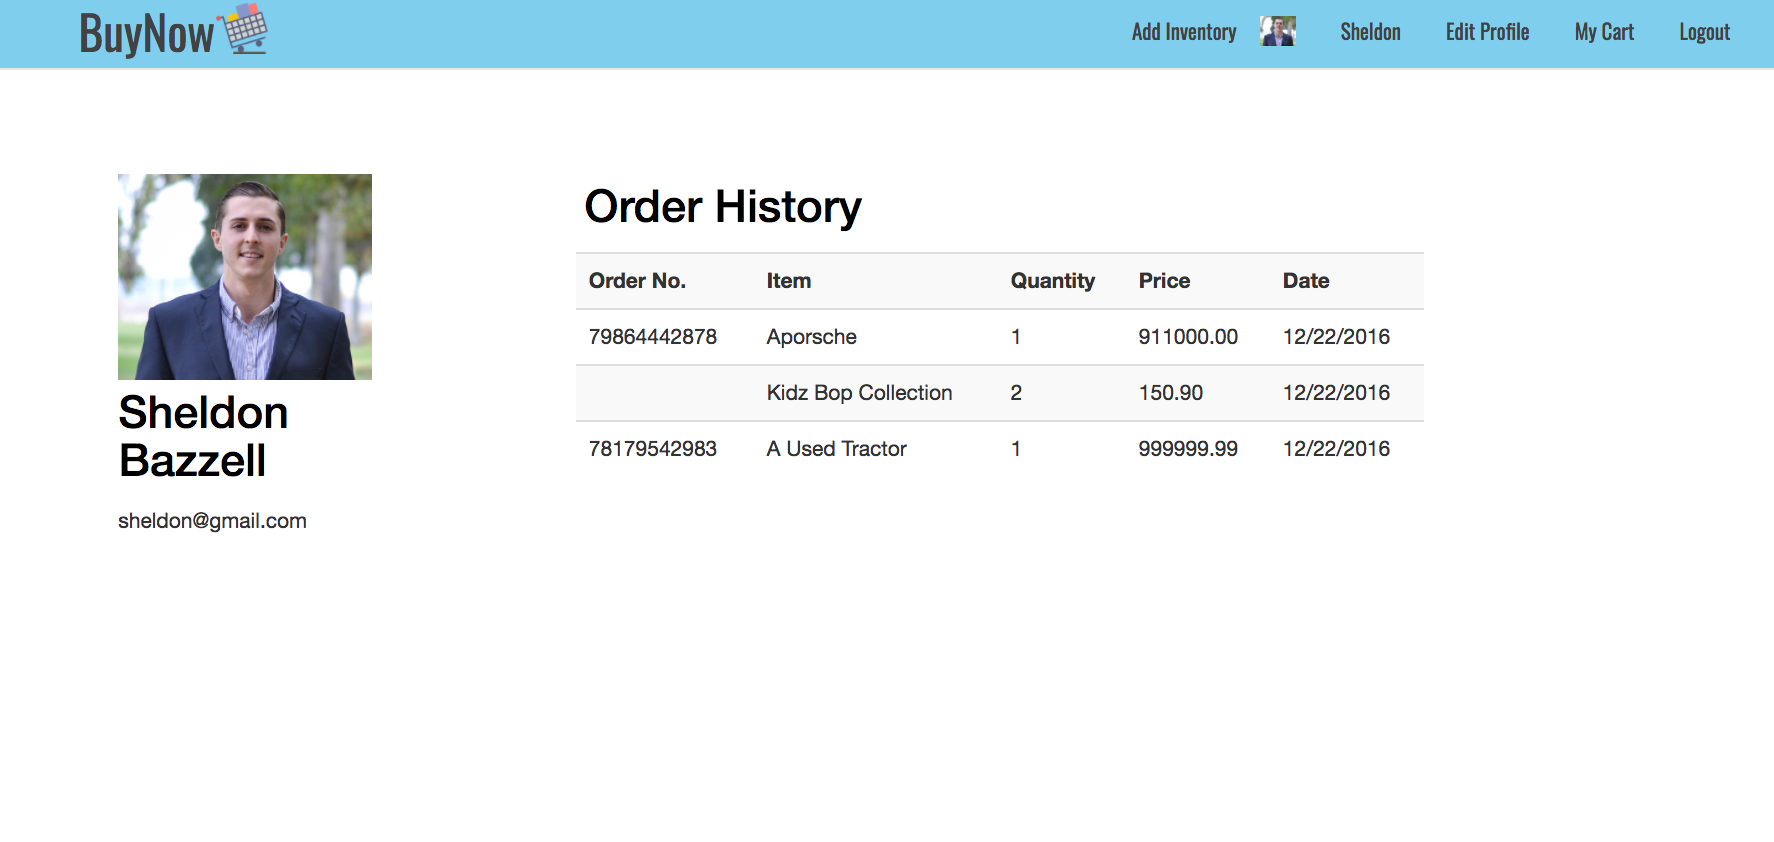 BuyNow
Add Inventory Sheldon Edit Profile My Cart Logout
Sheldon
Bazzell
sheldon@gmail.com
Order History
Order No. Item Quantity Price Date
79864442878 Aporsche 1 911000.00 12/22/2016
Kidz Bop Collection 2 150.90 12/22/2016
78179542983 A Used Tractor 1 999999.99 12/22/2016